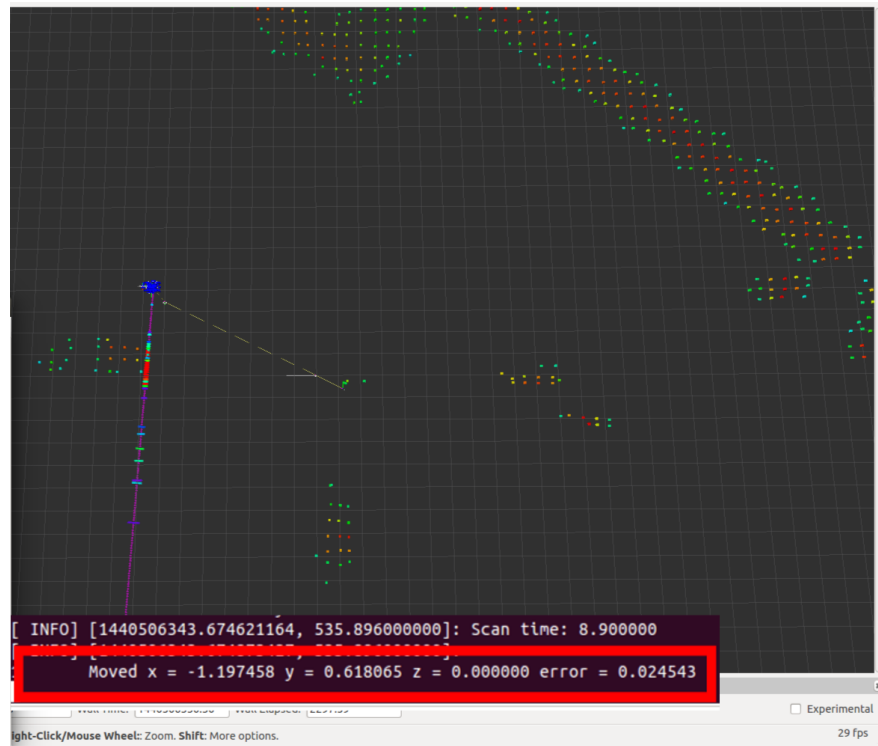 [ INFO] [1440506343.674621164, 535.896000000]: Scan time: 8.900000
Moved x = -1.197458 y = 0.618065 z = 0.000000 error = 0.024543
Experimental
ight-Click/Mouse Wheel:: Zoom. Shift: More options.
29 fps